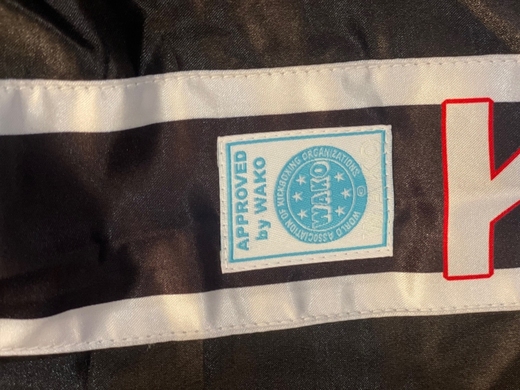 APPROVED
by WAKO
WORLD ASSOCIATION OF KICKBOXING ORGANIZATIONS
WAKO
®
K